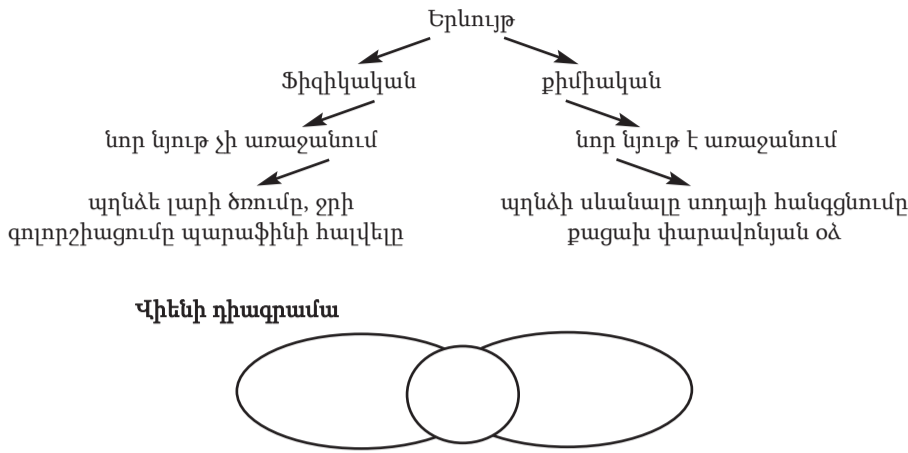 Երևույթ
Ֆիզիկական քիմիական
նոր նյութ չի առաջանում նոր նյութ է առաջանում
պղնձե լարի ծռումը, ջրի պղնձի սևանալը սոդայի հանգցնումը
գոլորշիացումը պարաֆինի հալվելը քացախ փարավոնյան օձ
Վիենի դիագրամա